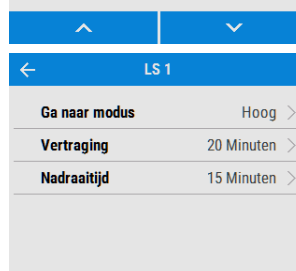 LS 1
Ga naar modus Hoog
Vertraging 20 Minuten
Nadraaitijd 15 Minuten